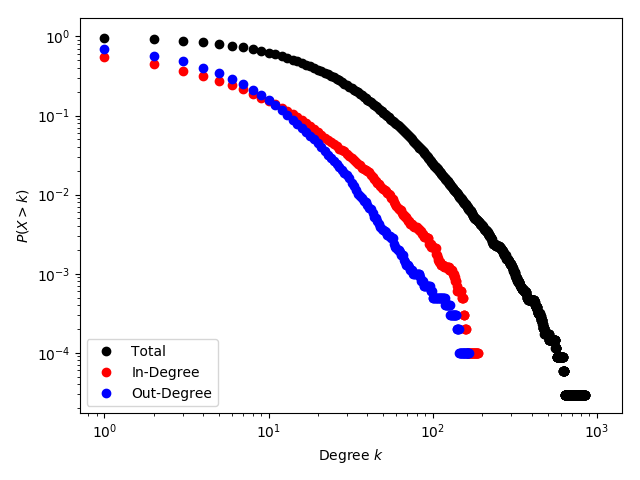 10⁰
10⁻¹
10⁻²
10⁻³
10⁻⁴
P(X > k)
Total
In-Degree
Out-Degree
10⁰
10¹
10²
10³
Degree k